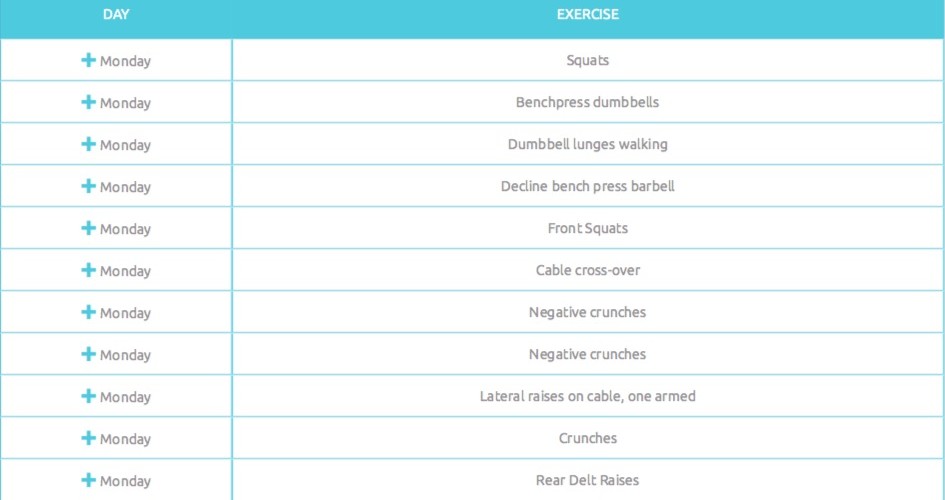 DAY EXERCISE
Monday Squats
Monday Benchpress dumbbells
Monday Dumbbell lunges walking
Monday Decline bench press barbell
Monday Front Squats
Monday Cable cross-over
Monday Negative crunches
Monday Negative crunches
Monday Lateral raises on cable, one armed
Monday Crunches
Monday Rear Delt Raises